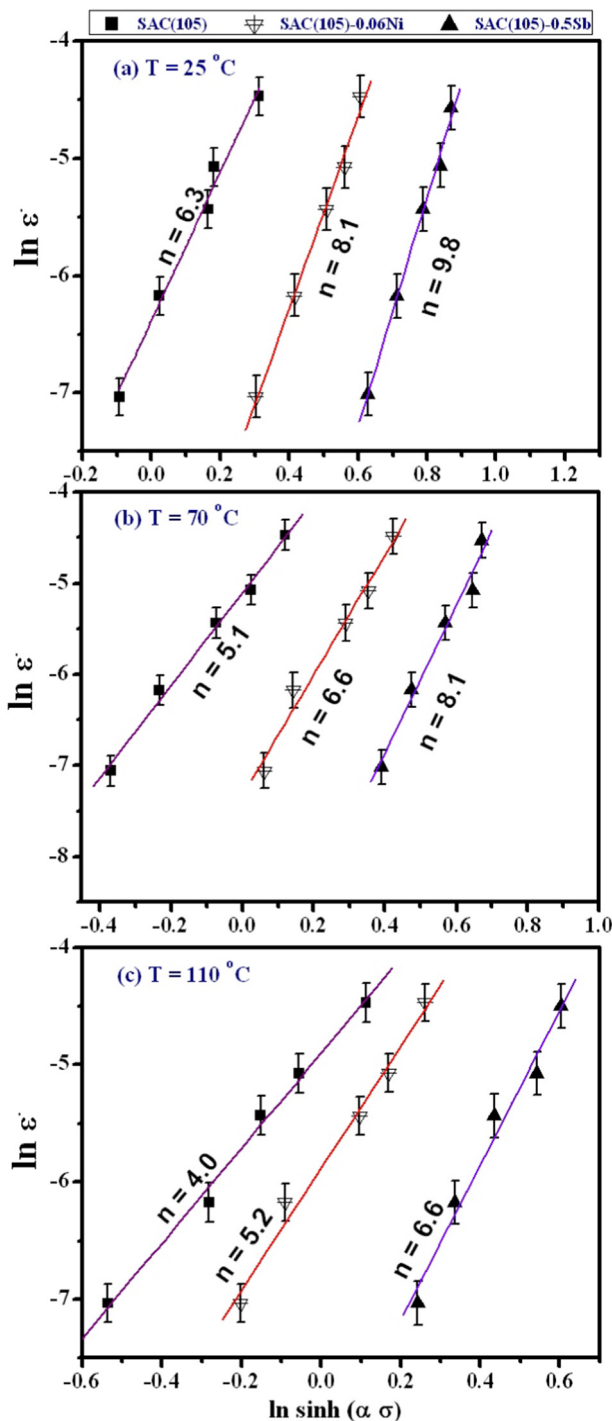 SAC(105) SAC(105)-0.06Ni SAC(105)-0.5Sb
(a) T = 25 °C
-4
-5
-6
-7
ln ε·
n = 6.3
n = 8.1
n = 9.8
-0.2 0.0 0.2 0.4 0.6 0.8 1.0 1.2
(b) T = 70 °C
-4
-5
-6
-7
-8
ln ε·
n = 5.1
n = 6.6
n = 8.1
-0.4 -0.2 0.0 0.2 0.4 0.6 0.8 1.0
(c) T = 110 °C
-4
-5
-6
-7
ln ε·
n = 4.0
n = 5.2
n = 6.6
-0.6 -0.4 -0.2 0.0 0.2 0.4 0.6 0.8
ln sinh (α σ)